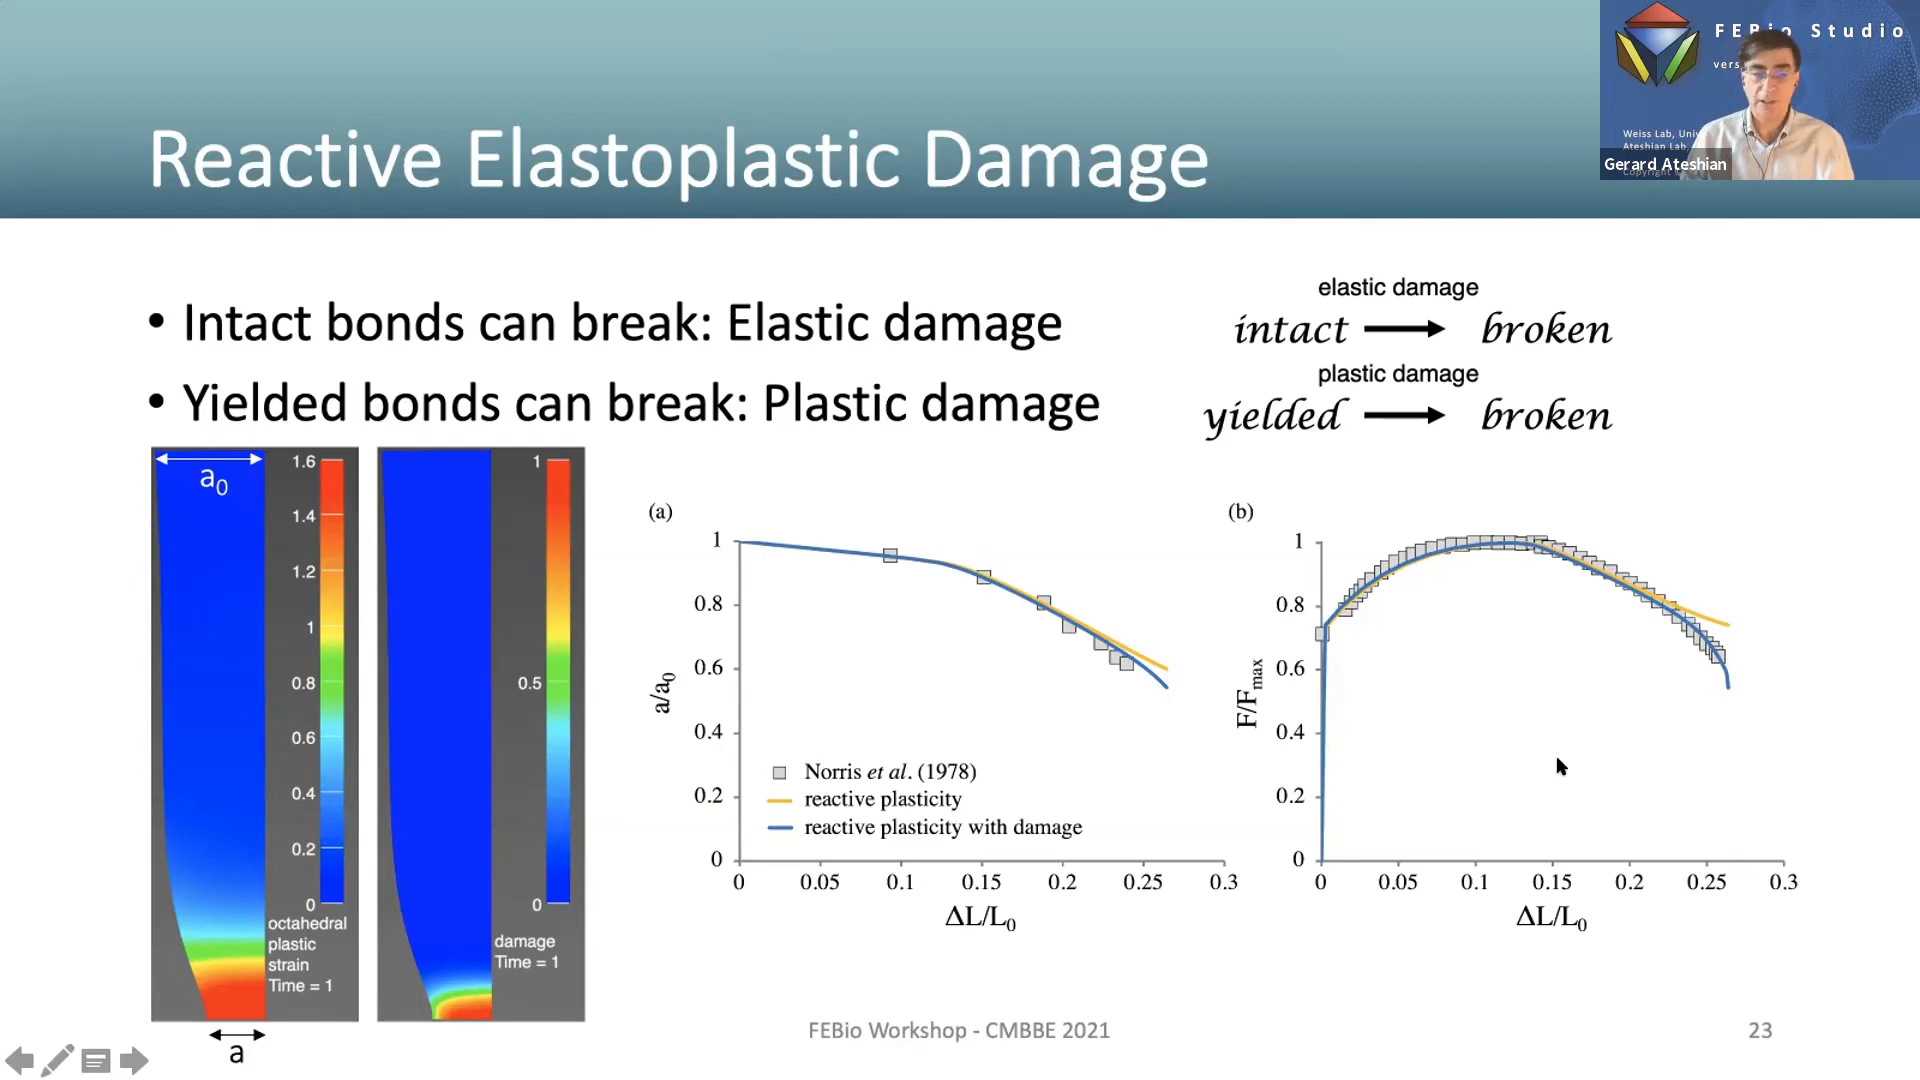 FEBio Studio
vers
Weiss Lab, Uni
Ateshian Lab,
Gerard Ateshian
Copyright
Reactive Elastoplastic Damage
• Intact bonds can break: Elastic damage
• Yielded bonds can break: Plastic damage
elastic damage
intact broken
plastic damage
yielded broken
a0
1.6
1.4
1.2
1
0.8
0.6
0.4
0.2
0
octahedral
plastic
strain
Time = 1
a
1
0.5
0
damage
Time = 1
(a)
1
0.8
0.6
0.4
0.2
0
a/a0
Norris et al. (1978)
reactive plasticity
reactive plasticity with damage
0 0.05 0.1 0.15 0.2 0.25 0.3
ΔL/L0
(b)
1
0.8
0.6
0.4
0.2
0
F/Fmax
0 0.05 0.1 0.15 0.2 0.25 0.3
ΔL/L0
FEBio Workshop - CMBBE 2021
23